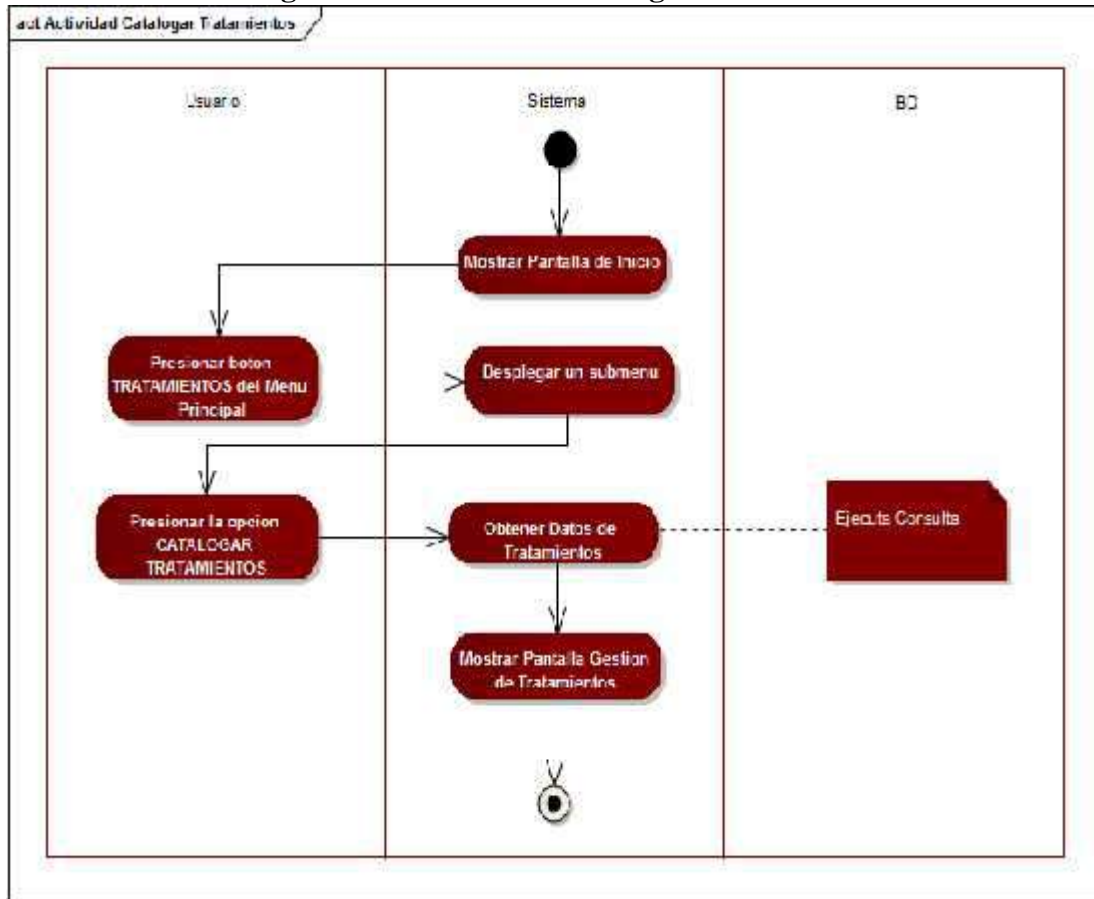 act Actividad Catalogar Tratamientos
Usuario
Sistema
BD
Mostrar Pantalla de Inicio
Presionar boton
TRATAMIENTOS del Menu
Principal
Desplegar un submenu
Presionar la opcion
CATALOGAR
TRATAMIENTOS
Obtener Datos de
Tratamientos
Ejecuta Consulta
Mostrar Pantalla Gestion
de Tratamientos